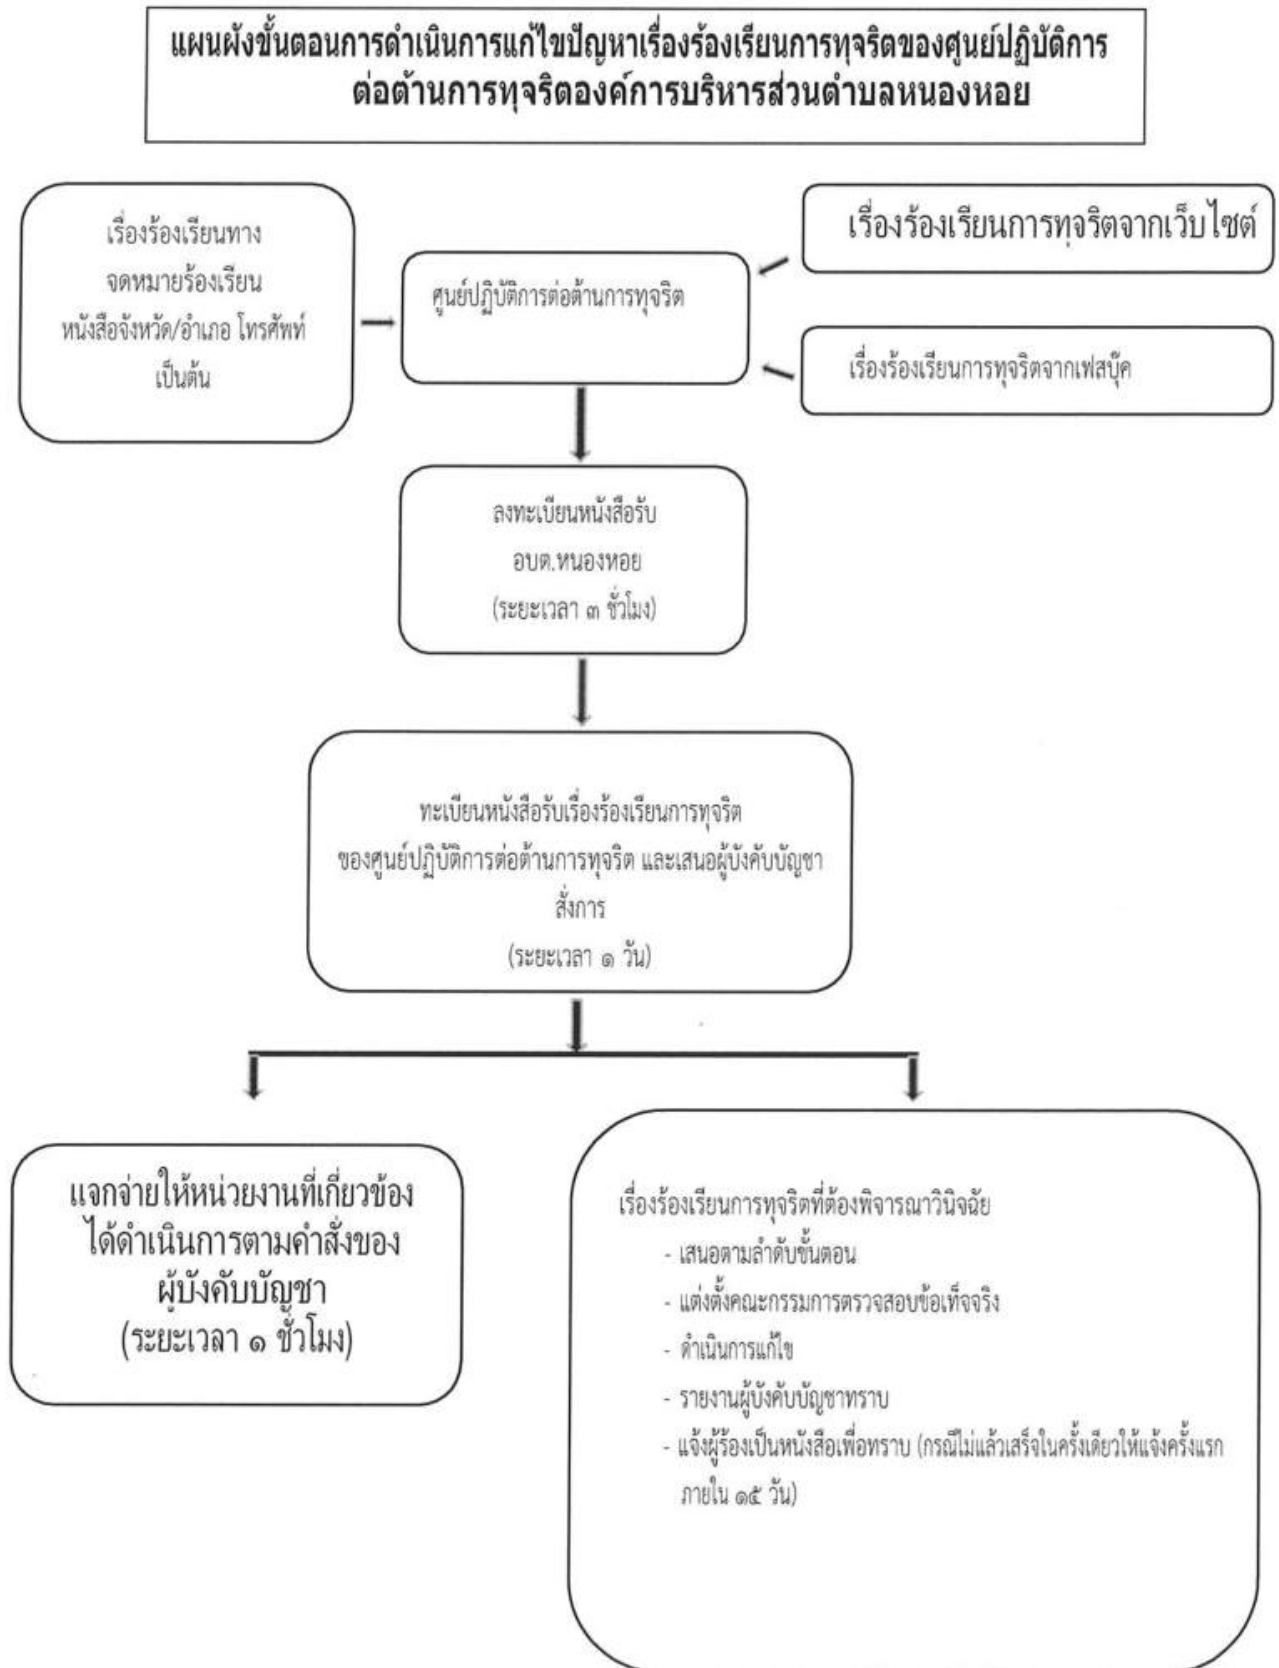 แผนผังขั้นตอนการดำเนินการแก้ไขปัญหาเรื่องร้องเรียนการทุจริตของศูนย์ปฏิบัติการ
ต่อต้านการทุจริตองค์การบริหารส่วนตำบลหนองหอย
เรื่องร้องเรียนทาง
จดหมายร้องเรียน
หนังสือจังหวัด/อำเภอ โทรศัพท์
เป็นต้น
ศูนย์ปฏิบัติการต่อต้านการทุจริต
เรื่องร้องเรียนการทุจริตจากเว็บไซต์
เรื่องร้องเรียนการทุจริตจากเฟสบุ๊ค
ลงทะเบียนหนังสือรับ
อบต.หนองหอย
(ระยะเวลา ๓ ชั่วโมง)
ทะเบียนหนังสือรับเรื่องร้องเรียนการทุจริต
ของศูนย์ปฏิบัติการต่อต้านการทุจริต และเสนอผู้บังคับบัญชา
สั่งการ
(ระยะเวลา ๑ วัน)
แจกจ่ายให้หน่วยงานที่เกี่ยวข้อง
ได้ดำเนินการตามคำสั่งของ
ผู้บังคับบัญชา
(ระยะเวลา ๑ ชั่วโมง)
เรื่องร้องเรียนการทุจริตที่ต้องพิจารณาวินิจฉัย
- เสนอตามลำดับขั้นตอน
- แต่งตั้งคณะกรรมการตรวจสอบข้อเท็จจริง
- ดำเนินการแก้ไข
- รายงานผู้บังคับบัญชาทราบ
- แจ้งผู้ร้องเป็นหนังสือเพื่อทราบ (กรณีไม่แล้วเสร็จในครั้งเดียวให้แจ้งครั้งแรก
ภายใน ๑๕ วัน)